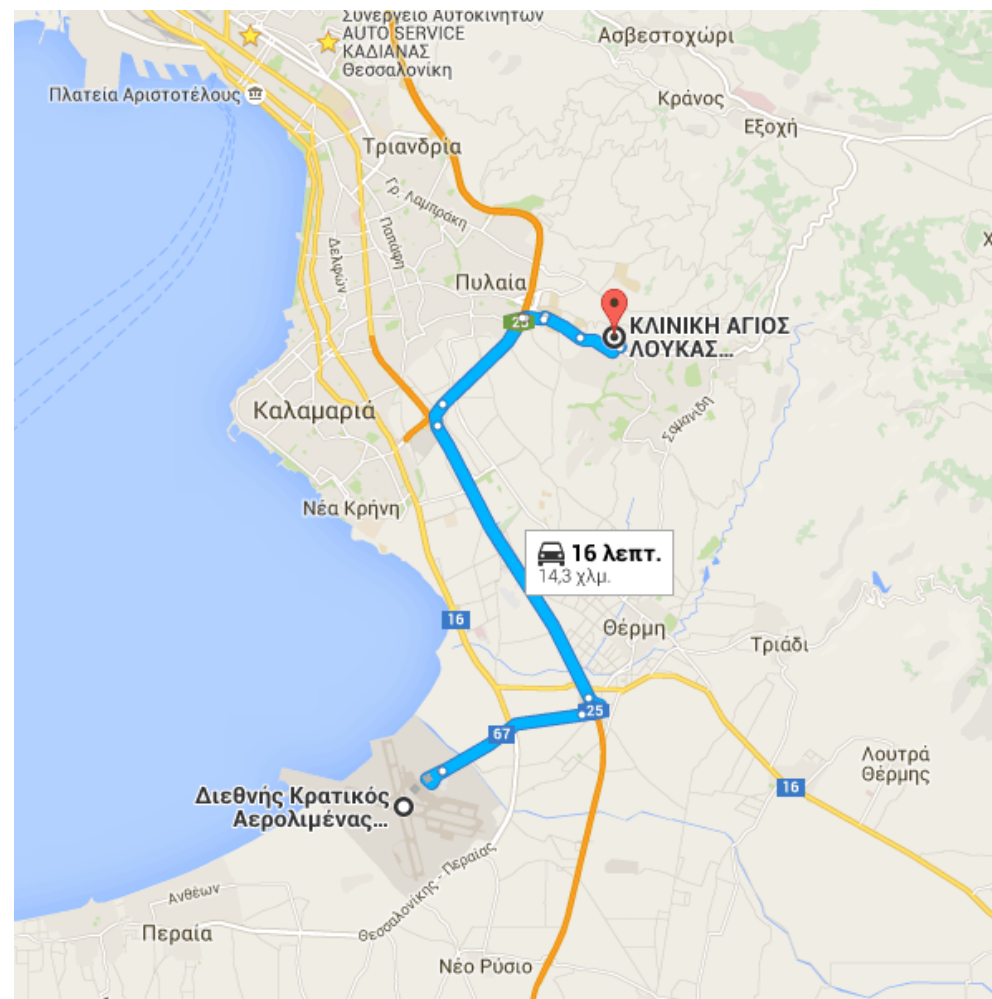 Συνεργείο Αυτοκινήτων
AUTO SERVICE
ΚΑΔΙΑΝΑΣ
Θεσσαλονίκη
Ασβεστοχώρι
Πλατεία Αριστοτέλους
Κράνος
Εξοχή
Τριανδρία
Γρ. Λαμπράκη
Παπάφη
Δελφών
Πυλαία
25
ΚΛΙΝΙΚΗ ΑΓΙΟΣ
ΛΟΥΚΑΣ...
Χ
Καλαμαριά
Σοµανίδη
Νέα Κρήνη
16 λεπτ.
14,3 χλμ.
16
Θέρμη
Τριάδι
25
67
Λουτρά
Θέρμης
16
Διεθνής Κρατικός
Αερολιμένας...
Θεσσαλονίκης - Περαίας
Ανθέων
Περαία
Νέο Ρύσιο